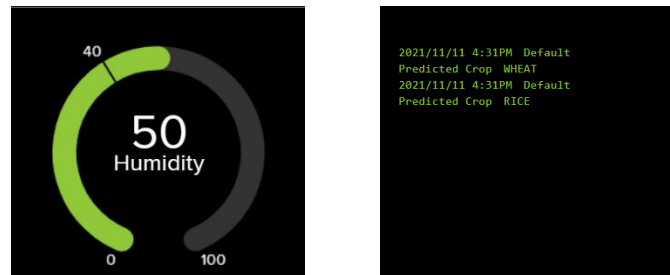 40
50
Humidity
0
100
2021/11/11 4:31PM Default
Predicted Crop WHEAT
2021/11/11 4:31PM Default
Predicted Crop RICE